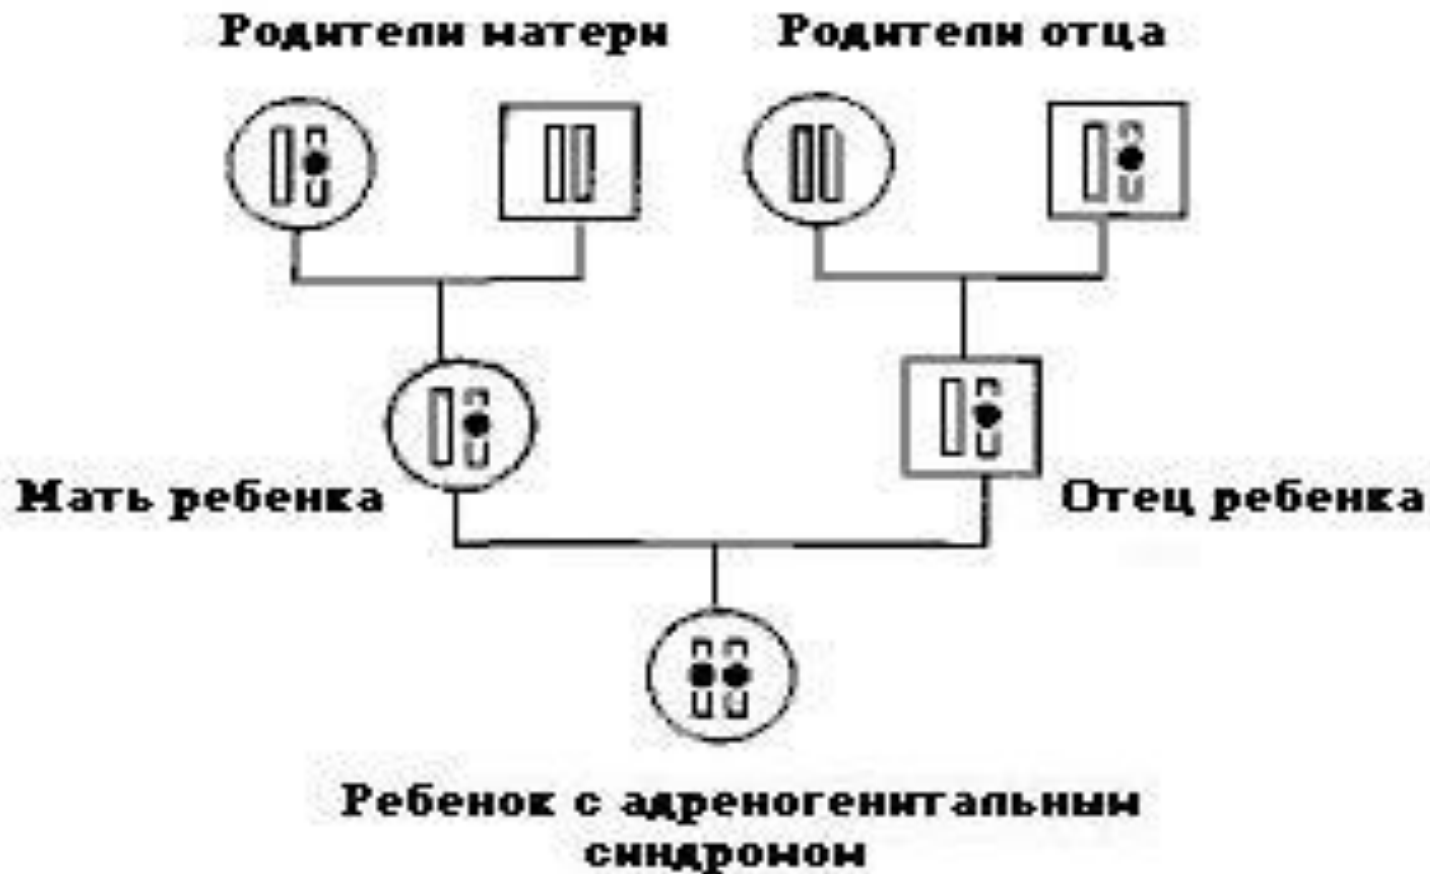 Родители матери
Родители отца
Мать ребенка
Отец ребенка
Ребенок с адреногенитальным
синдромом